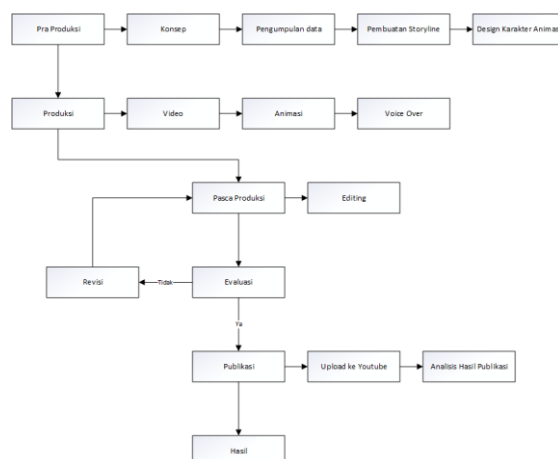 Pra Produksi
Konsep
Pengumpulan data
Pembuatan Storyline
Design Karakter Animasi
Produksi
Video
Animasi
Voice Over
Pasca Produksi
Editing
Revisi
Tidak
Evaluasi
Ya
Publikasi
Upload ke Youtube
Analisis Hasil Publikasi
Hasil